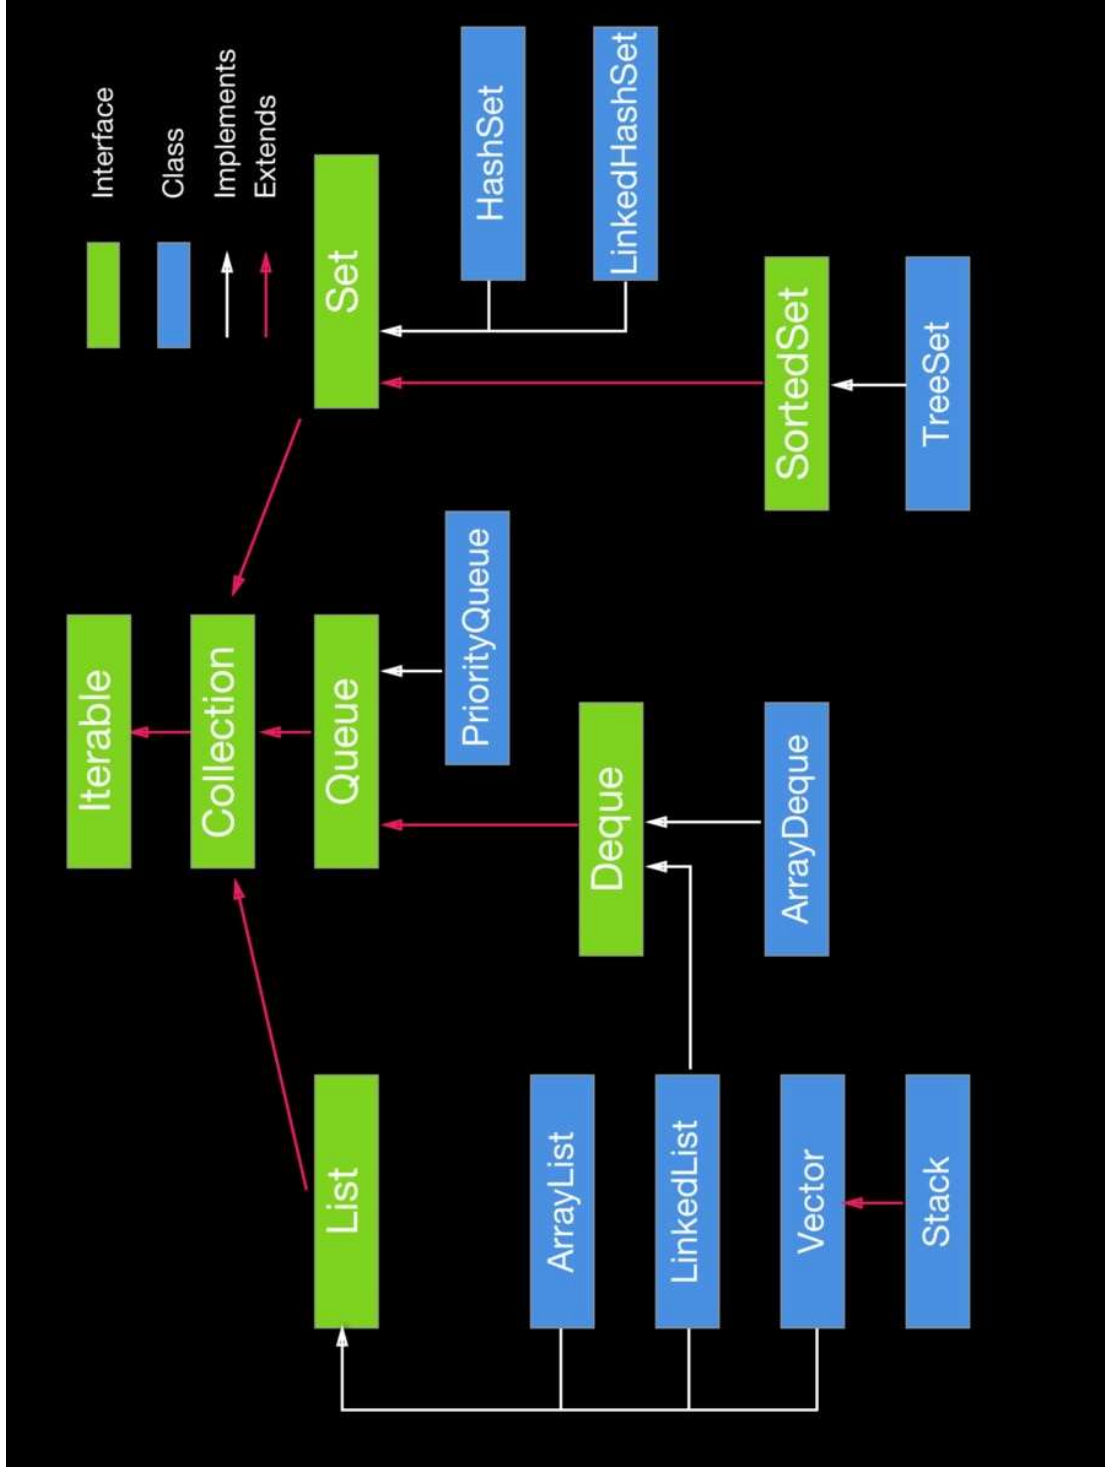 Interface
Class
Implements
Extends
Iterable
Collection
List
Queue
Set
ArrayList
PriorityQueue
HashSet
LinkedList
Deque
LinkedHashSet
Vector
ArrayDeque
SortedSet
Stack
TreeSet